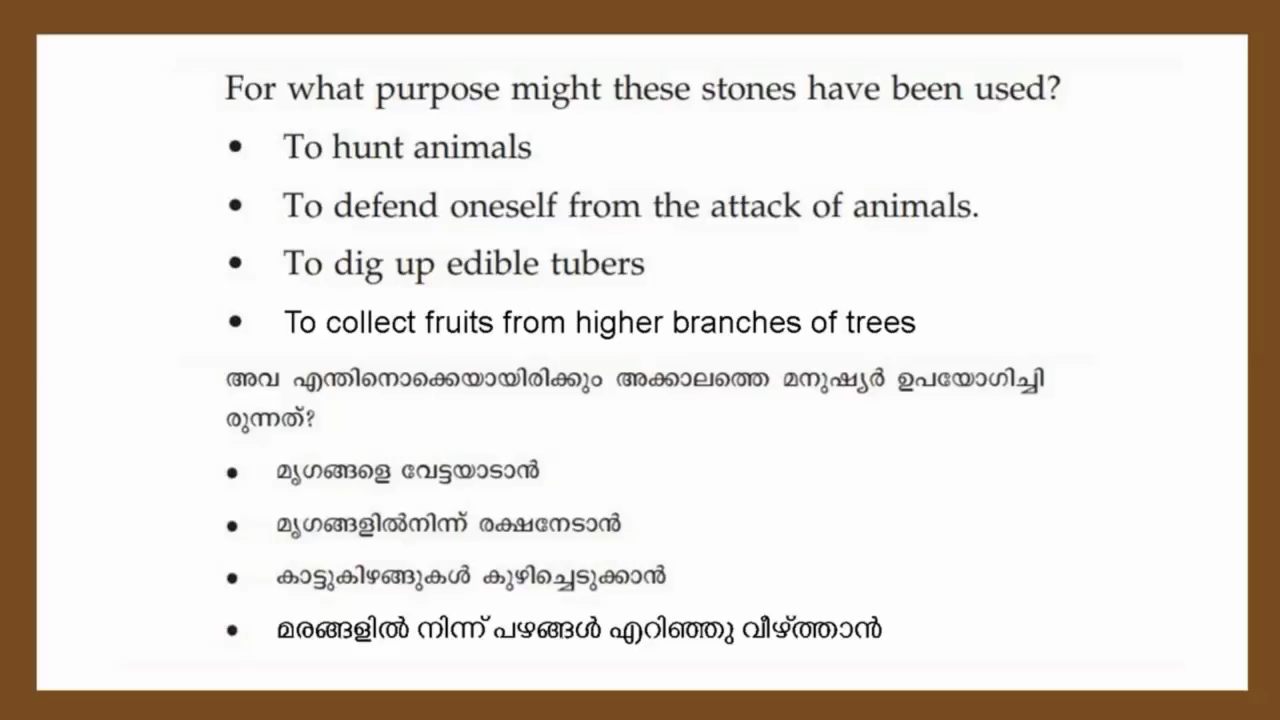 For what purpose might these stones have been used?
• To hunt animals
• To defend oneself from the attack of animals.
• To dig up edible tubers
• To collect fruits from higher branches of trees
അവ എന്തിനൊക്കെയായിരിക്കും അക്കാലത്തെ മനുഷ്യർ ഉപയോഗിച്ചി
രുന്നത്?
• മൃഗങ്ങളെ വേട്ടയാടാൻ
• മൃഗങ്ങളിൽനിന്ന് രക്ഷനേടാൻ
• കാട്ടുകിഴങ്ങുകൾ കുഴിച്ചെടുക്കാൻ
• മരങ്ങളിൽ നിന്ന് പഴങ്ങൾ എറിഞ്ഞു വീഴ്ത്താൻ